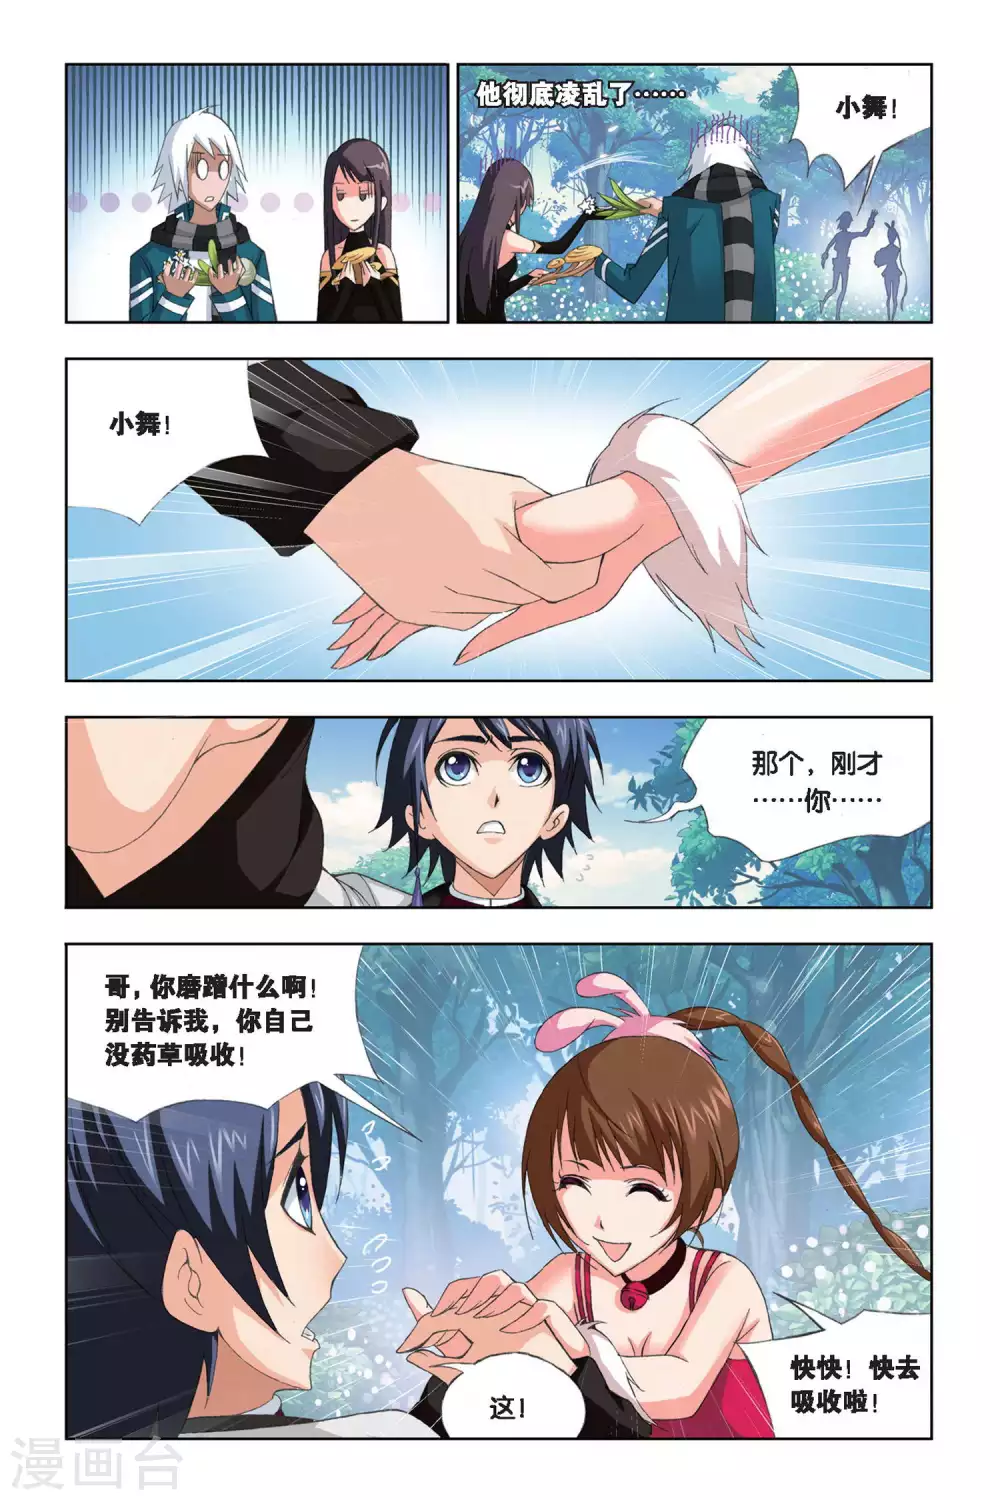 他彻底凌乱了……
小舞！
小舞！
那个，刚才
……你……
哥，你磨蹭什么啊！
别告诉我，你自己
没药草吸收！
这！
快快！快去
吸收啦！
漫画台